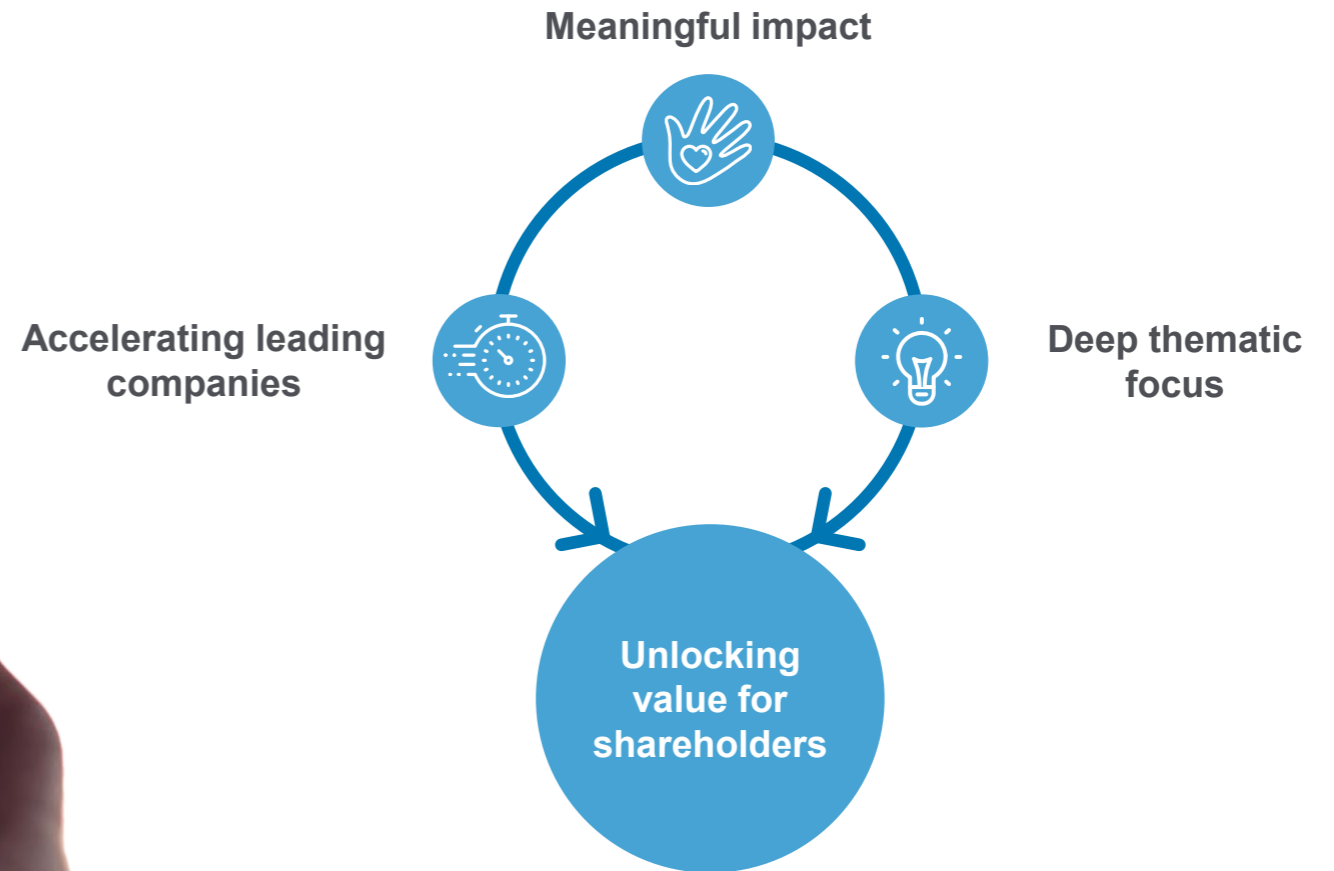 Meaningful impact
Accelerating leading
companies
Deep thematic
focus
Unlocking
value for
shareholders